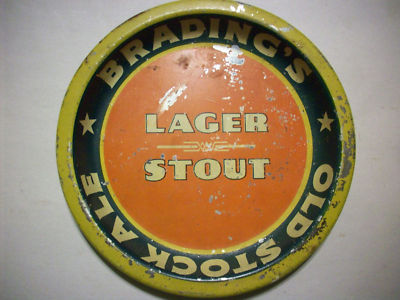 BRADING'S
LAGER
STOUT
OLD STOCK ALE